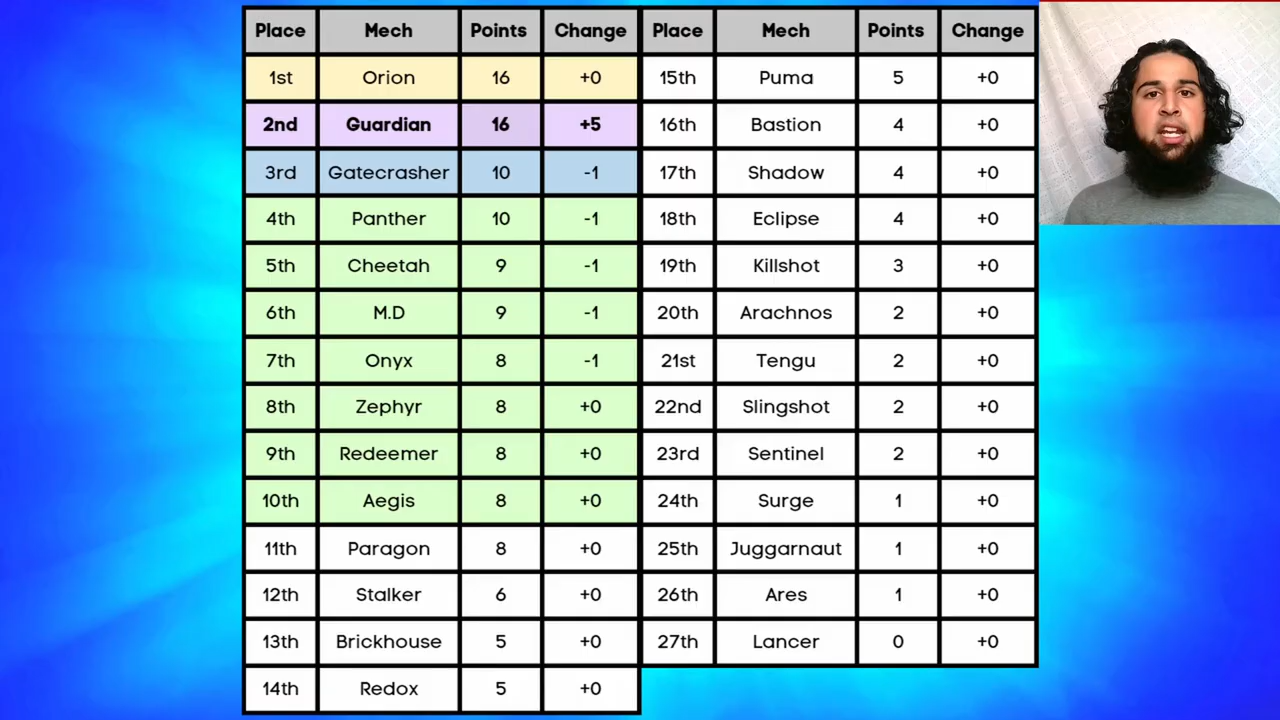 Place Mech Points Change
1st Orion 16 +0
2nd Guardian 16 +5
3rd Gatecrasher 10 -1
4th Panther 10 -1
5th Cheetah 9 -1
6th M.D 9 -1
7th Onyx 8 -1
8th Zephyr 8 +0
9th Redeemer 8 +0
10th Aegis 8 +0
11th Paragon 8 +0
12th Stalker 6 +0
13th Brickhouse 5 +0
14th Redox 5 +0
Place Mech Points Change
15th Puma 5 +0
16th Bastion 4 +0
17th Shadow 4 +0
18th Eclipse 4 +0
19th Killshot 3 +0
20th Arachnos 2 +0
21st Tengu 2 +0
22nd Slingshot 2 +0
23rd Sentinel 2 +0
24th Surge 1 +0
25th Juggarnaut 1 +0
26th Ares 1 +0
27th Lancer 0 +0